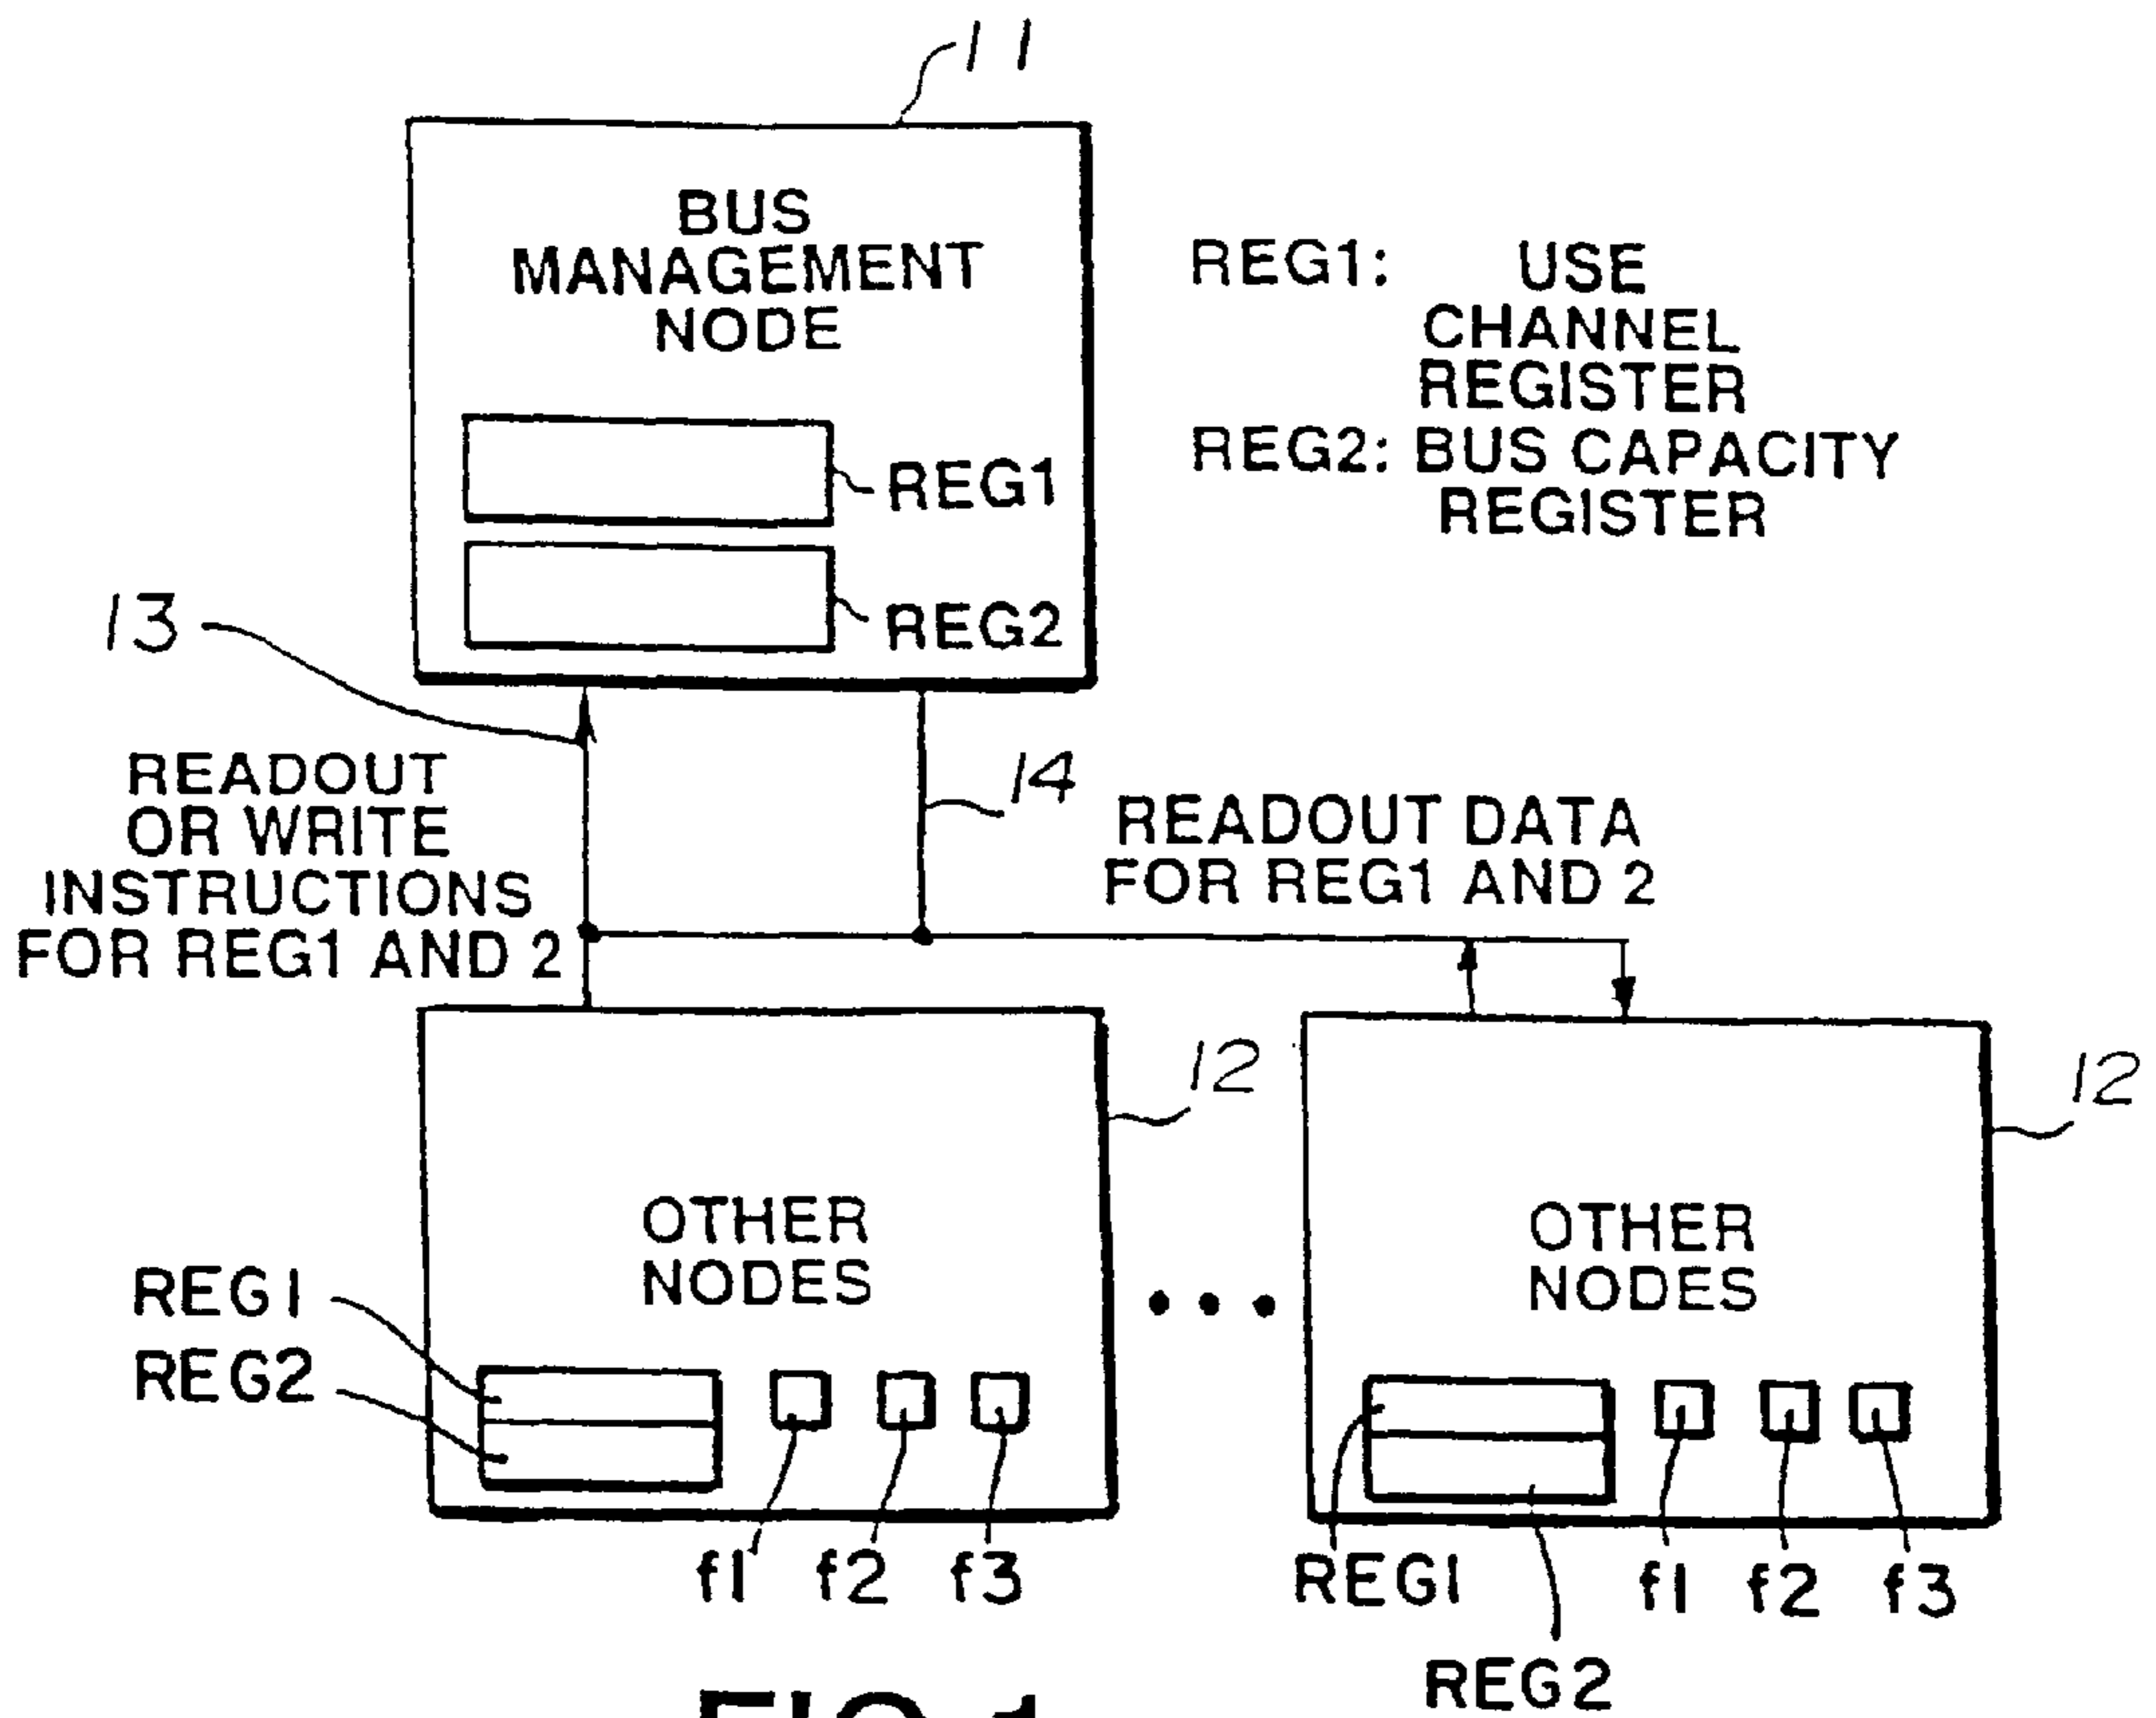 11
BUS
MANAGEMENT
NODE
REG1
REG2
REG1: USE
CHANNEL
REGISTER
REG2: BUS CAPACITY
REGISTER
13
READOUT
OR WRITE
INSTRUCTIONS
FOR REG1 AND 2
14
READOUT DATA
FOR REG1 AND 2
12
12
OTHER
NODES
REG1
REG2
f1 f2 f3
OTHER
NODES
REG1 f1 f2 f3
REG2
FIG.1